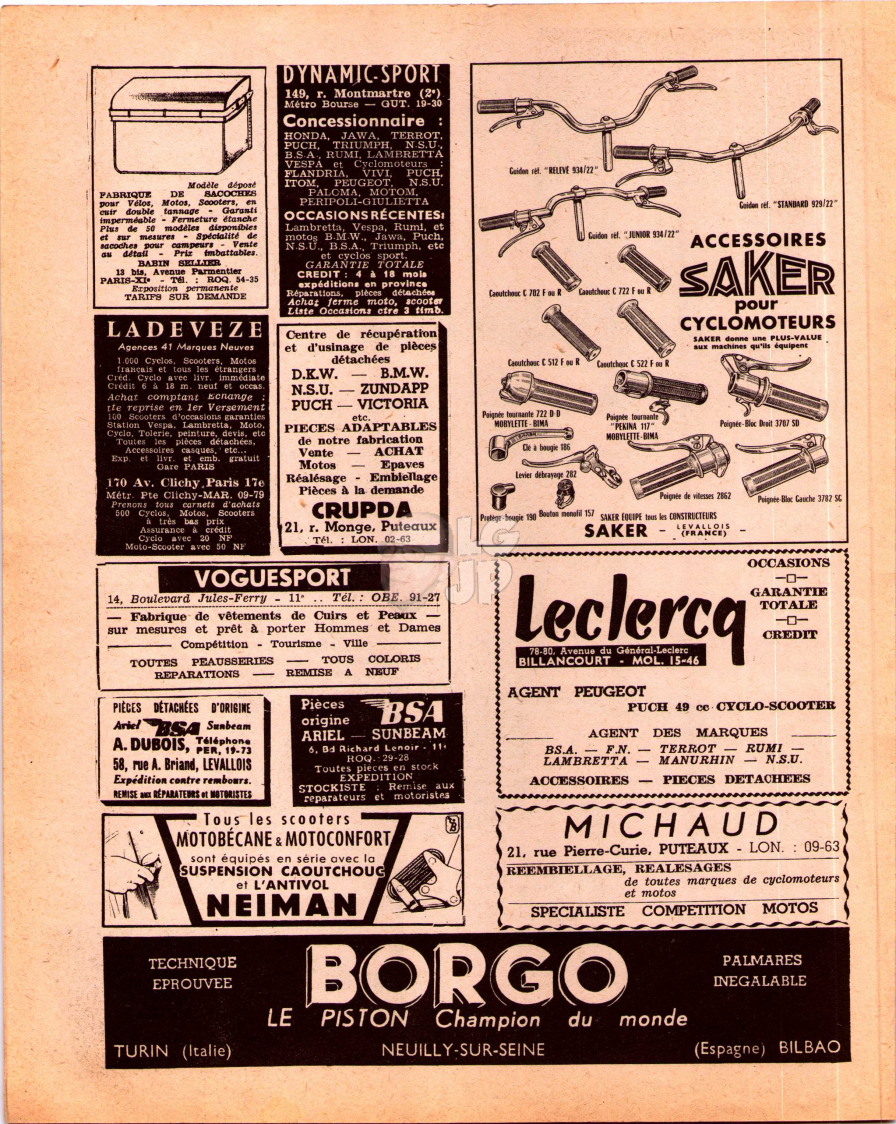 Modèle déposé
FABRIQUE DE SACOCHES
pour Vélos, Motos, Scooters, en
cuir double tannage - Garanti
imperméable - Fermeture étanche
Plus de 50 modèles disponibles
et sur mesures - Spécialité de
sacoches pour campeurs - Vente
au détail - Prix imbattables.
BABIN SELLIER
13 bis, Avenue Parmentier
PARIS-XIe - Tél. : ROQ. 54-35
Exposition permanente
TARIFS SUR DEMANDE
DYNAMIC-SPORT
149, r. Montmartre (2e)
Métro Bourse — GUT. 19-30
Concessionnaire :
HONDA, JAWA, TERROT,
PUCH, TRIUMPH, N.S.U.,
B.S.A., RUMI, LAMBRETTA
VESPA et Cyclomoteurs :
FLANDRIA, VIVI, PUCH,
ITOM, PEUGEOT, N.S.U.
PALOMA, MOTOM,
PERIPOLI-GIULIETTA
OCCASIONS RÉCENTES:
Lambretta, Vespa, Rumi, et
motos B.M.W., Jawa, Puch,
N.S.U., B.S.A., Triumph, etc
et cyclos sport.
GARANTIE TOTALE
CREDIT : 4 à 18 mois
expéditions en province
Réparations, pièces détachées
Achat ferme moto, scooter
Liste Occasions ctre 3 timb.
Guidon réf. "RELEVE 934/22"
Guidon réf. "STANDARD 929/22"
Guidon réf. "JUNIOR 934/22"
ACCESSOIRES
SAKER
pour
CYCLOMOTEURS
SAKER donne une PLUS-VALUE
aux machines qu'ils équipent
Caoutchouc C 702 F ou R
Caoutchouc C 722 F ou R
Caoutchouc C 512 F ou R
Caoutchouc C 522 F ou R
Poignée tournante 722 D-D
MOBYLETTE-BIMA
Poignée tournante
"PEKINA 117"
MOBYLETTE-BIMA
Poignée-Bloc Droit 3707 SD
Clé à bougie 186
Levier débrayage 282
Poignée de vitesses 2862
Poignée-Bloc Gauche 3782 SG
Protège-bougie 190
Bouton monofil 157
SAKER ÉQUIPE tous les CONSTRUCTEURS
SAKER - LEVALLOIS (FRANCE) -
LADEVEZE
Agences 41 Marques Neuves
1.000 Cyclos, Scooters, Motos
français et tous les étrangers
Créd. Cyclo avec livr. immédiate
Crédit 6 à 18 m. neuf et occas.
Achat comptant Echange :
tte reprise en 1er Versement
100 Scooters d'occasions garanties
Station Vespa, Lambretta, Moto,
Cyclo, Tolerie, peinture, devis, etc
Toutes les pièces détachées,
Accessoires casques, etc...
Exp. et livr. et emb. gratuit
Gare PARIS
170 Av. Clichy Paris 17e
Métr. Pte Clichy-MAR. 09-79
Prenons tous carnets d'achats
500 Cyclos, Motos, Scooters
à très bas prix
Assurance à crédit
Cyclo avec 20 NF
Moto-Scooter avec 50 NF
Centre de récupération
et d'usinage de pièces
détachées
D.K.W. — B.M.W.
N.S.U. — ZUNDAPP
PUCH — VICTORIA
etc.
PIECES ADAPTABLES
de notre fabrication
Vente — ACHAT
Motos — Epaves
Réalésage - Embiellage
Pièces à la demande
CRUPDA
21, r. Monge, Puteaux
Tél. : LON. 02-63
VOGUESPORT
14, Boulevard Jules-Ferry - 11e .. Tél. : OBE. 91-27
— Fabrique de vêtements de Cuirs et Peaux —
sur mesures et prêt à porter Hommes et Dames
Compétition - Tourisme - Ville
TOUTES PEAUSSERIES — TOUS COLORIS
REPARATIONS — REMISE A NEUF
Leclercq
78-80, Avenue du Général-Leclerc
BILLANCOURT - MOL. 15-46
OCCASIONS
GARANTIE
TOTALE
CREDIT
AGENT PEUGEOT
PUCH 49 cc CYCLO-SCOOTER
AGENT DES MARQUES
B.S.A. — F.N. — TERROT — RUMI —
LAMBRETTA — MANURHIN — N.S.U.
ACCESSOIRES — PIECES DETACHEES
PIÈCES DÉTACHÉES D'ORIGINE
Ariel BSA Sunbeam
A. DUBOIS, Téléphone PER. 19-73
58, rue A. Briand, LEVALLOIS
Expédition contre rembours.
REMISE aux RÉPARATEURS et MOTORISTES
Pièces
origine BSA
ARIEL — SUNBEAM
6, Bd Richard Lenoir - 11e
ROQ. 29-28
Toutes pièces en stock
EXPEDITION
STOCKISTE : Remise aux
reparateurs et motoristes
Tous les scooters
MOTOBÉCANE & MOTOCONFORT
sont équipés en série avec la
SUSPENSION CAOUTCHOUC
et L'ANTIVOL
NEIMAN
MICHAUD
21, rue Pierre-Curie, PUTEAUX - LON. : 09-63
REEMBIELLAGE, REALESAGES
de toutes marques de cyclomoteurs
et motos
SPECIALISTE COMPETITION MOTOS
TECHNIQUE
EPROUVEE
BORGO
PALMARES
INEGALABLE
LE PISTON Champion du monde
TURIN (Italie)
NEUILLY-SUR-SEINE
(Espagne) BILBAO